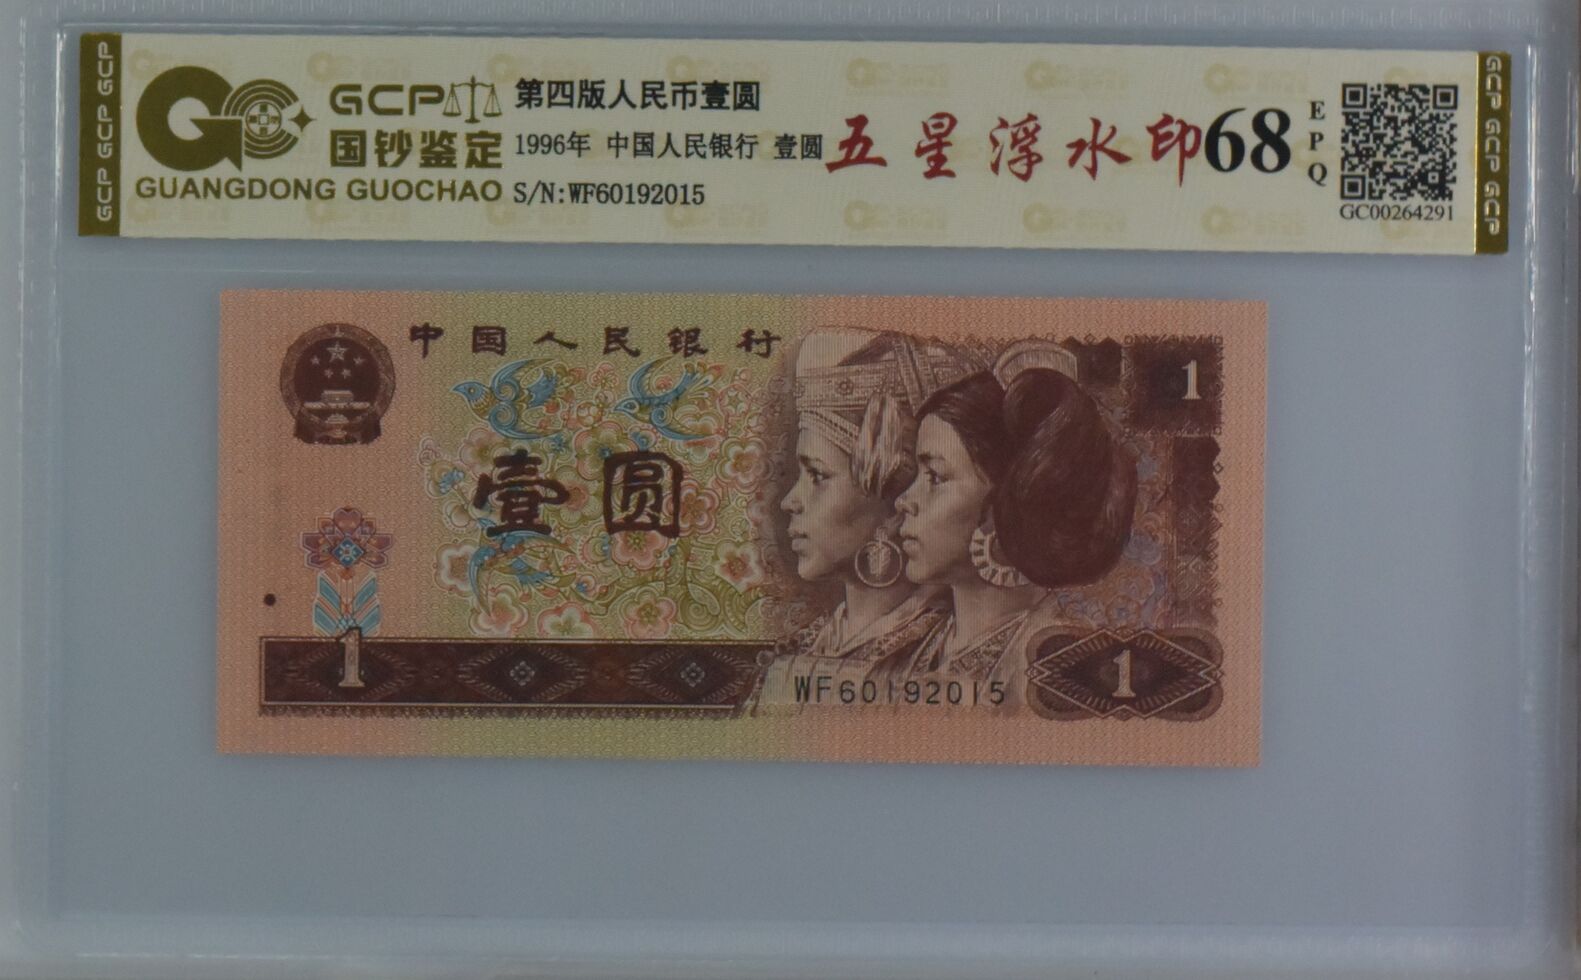 GCP GCP GCP
GCP
国钞鉴定
GUANGDONG GUOCHAO
第四版人民币壹圆
1996年 中国人民银行 壹圆
S/N:WF60192015
五星浮水印
68
EPQ
GC00264291
GCP GCP GCP
中国人民银行
1
壹圆
1
WF60192015
1